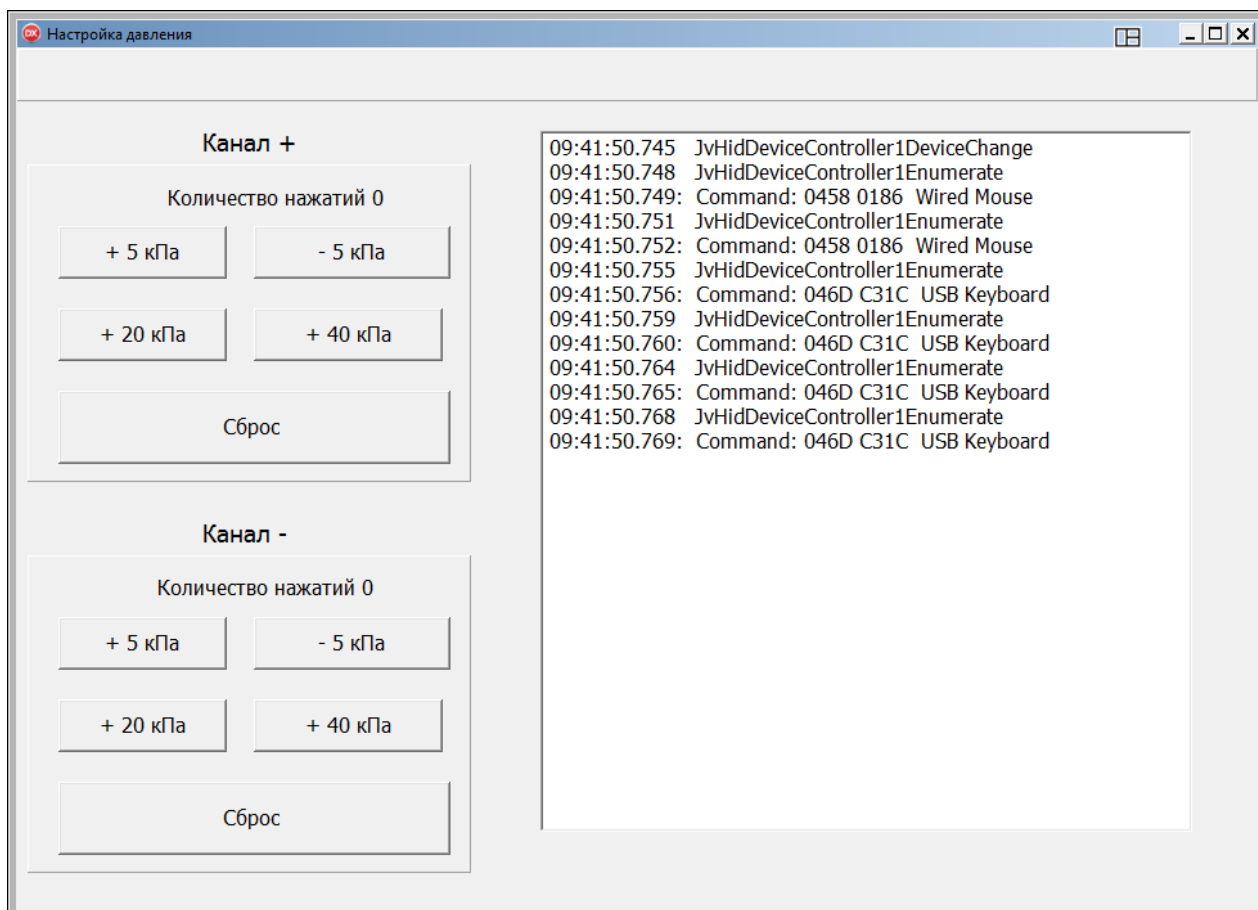 Настройка давления
Канал +
Количество нажатий 0
+ 5 кПа
- 5 кПа
+ 20 кПа
+ 40 кПа
Сброс
Канал -
Количество нажатий 0
+ 5 кПа
- 5 кПа
+ 20 кПа
+ 40 кПа
Сброс
09:41:50.745 JvHidDeviceController1DeviceChange
09:41:50.748 JvHidDeviceController1Enumerate
09:41:50.749: Command: 0458 0186 Wired Mouse
09:41:50.751 JvHidDeviceController1Enumerate
09:41:50.752: Command: 0458 0186 Wired Mouse
09:41:50.755 JvHidDeviceController1Enumerate
09:41:50.756: Command: 046D C31C USB Keyboard
09:41:50.759 JvHidDeviceController1Enumerate
09:41:50.760: Command: 046D C31C USB Keyboard
09:41:50.764 JvHidDeviceController1Enumerate
09:41:50.765: Command: 046D C31C USB Keyboard
09:41:50.768 JvHidDeviceController1Enumerate
09:41:50.769: Command: 046D C31C USB Keyboard